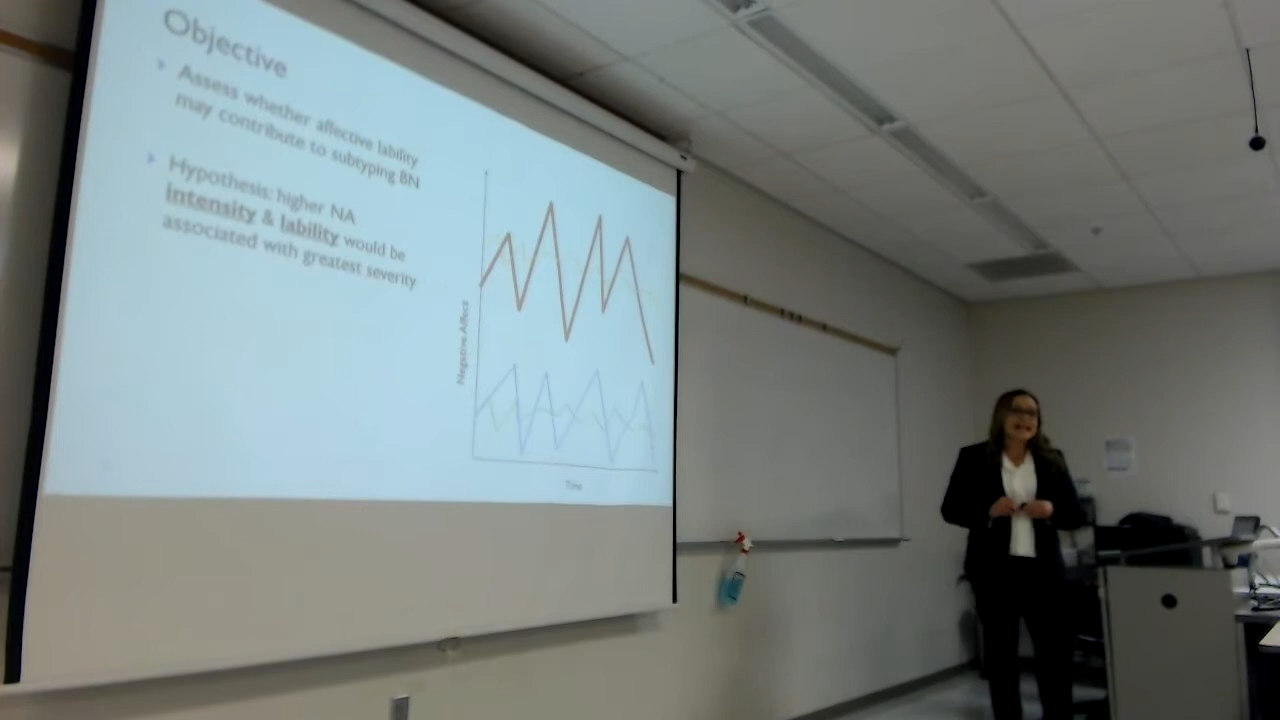 Objective
Assess whether affective lability
may contribute to subtyping BN
Hypothesis: higher NA
intensity & lability would be
associated with greatest severity
Negative Affect
Time